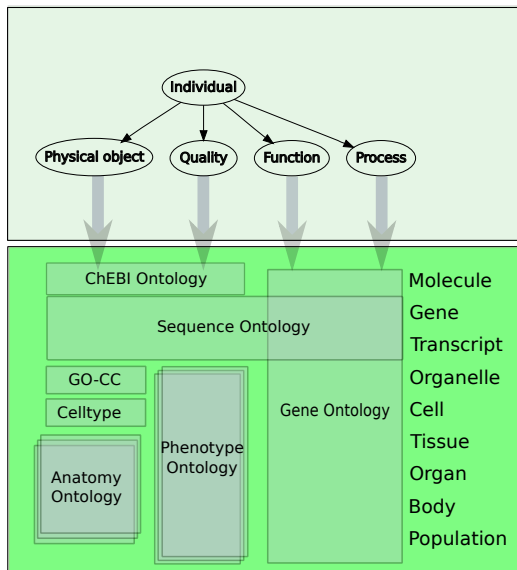 Individual
Physical object
Quality
Function
Process
ChEBI Ontology
Molecule
Gene
Sequence Ontology
Transcript
GO-CC
Organelle
Celltype
Gene Ontology
Cell
Phenotype
Ontology
Tissue
Anatomy
Ontology
Organ
Body
Population